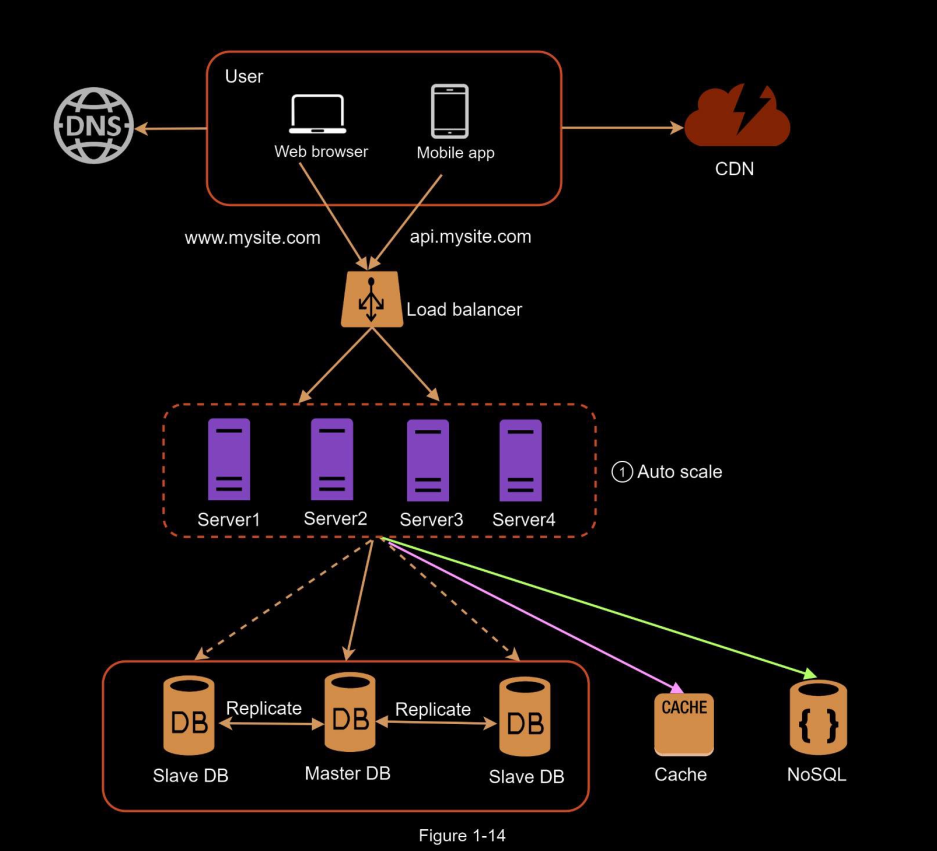 User
DNS
Web browser
Mobile app
CDN
www.mysite.com
api.mysite.com
Load balancer
① Auto scale
Server1
Server2
Server3
Server4
Replicate
Replicate
DB
DB
DB
CACHE
{ }
Slave DB
Master DB
Slave DB
Cache
NoSQL
Figure 1-14